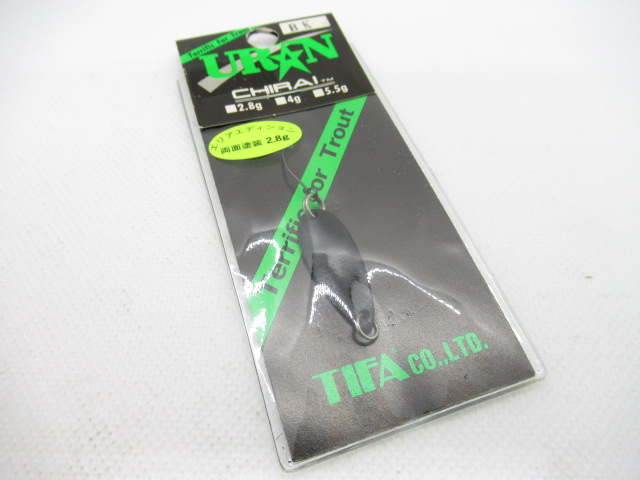 BK
Terrific for Trout
URAN
CHIRAI™
■2.8g ■4g ■5.5g
エリアエディション
両面塗装 2.8g
Terrific for Trout
TIFA CO.,LTD.